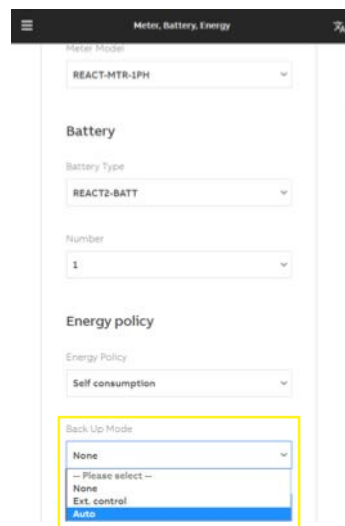 Meter, Battery, Energy
Meter Model
REACT-MTR-1PH
Battery
Battery Type
REACT2-BATT
Number
1
Energy policy
Energy Policy
Self consumption
Back Up Mode
None
-- Please select --
None
Ext. control
Auto